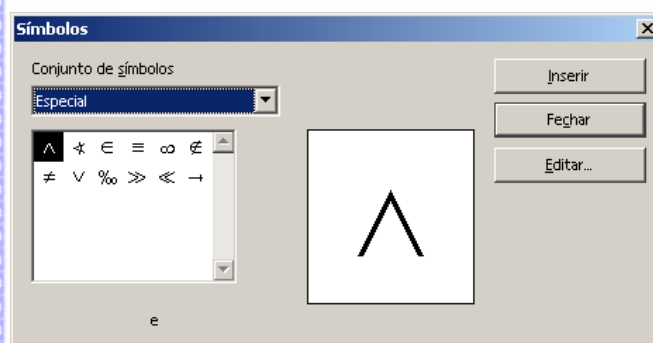 Símbolos
Conjunto de símbolos
Especial
Inserir
Fechar
Editar...
∧ ∢ ∈ ≡ ∞ ∉
≠ ∨ ‰ ≫ ≪ →
∧
e